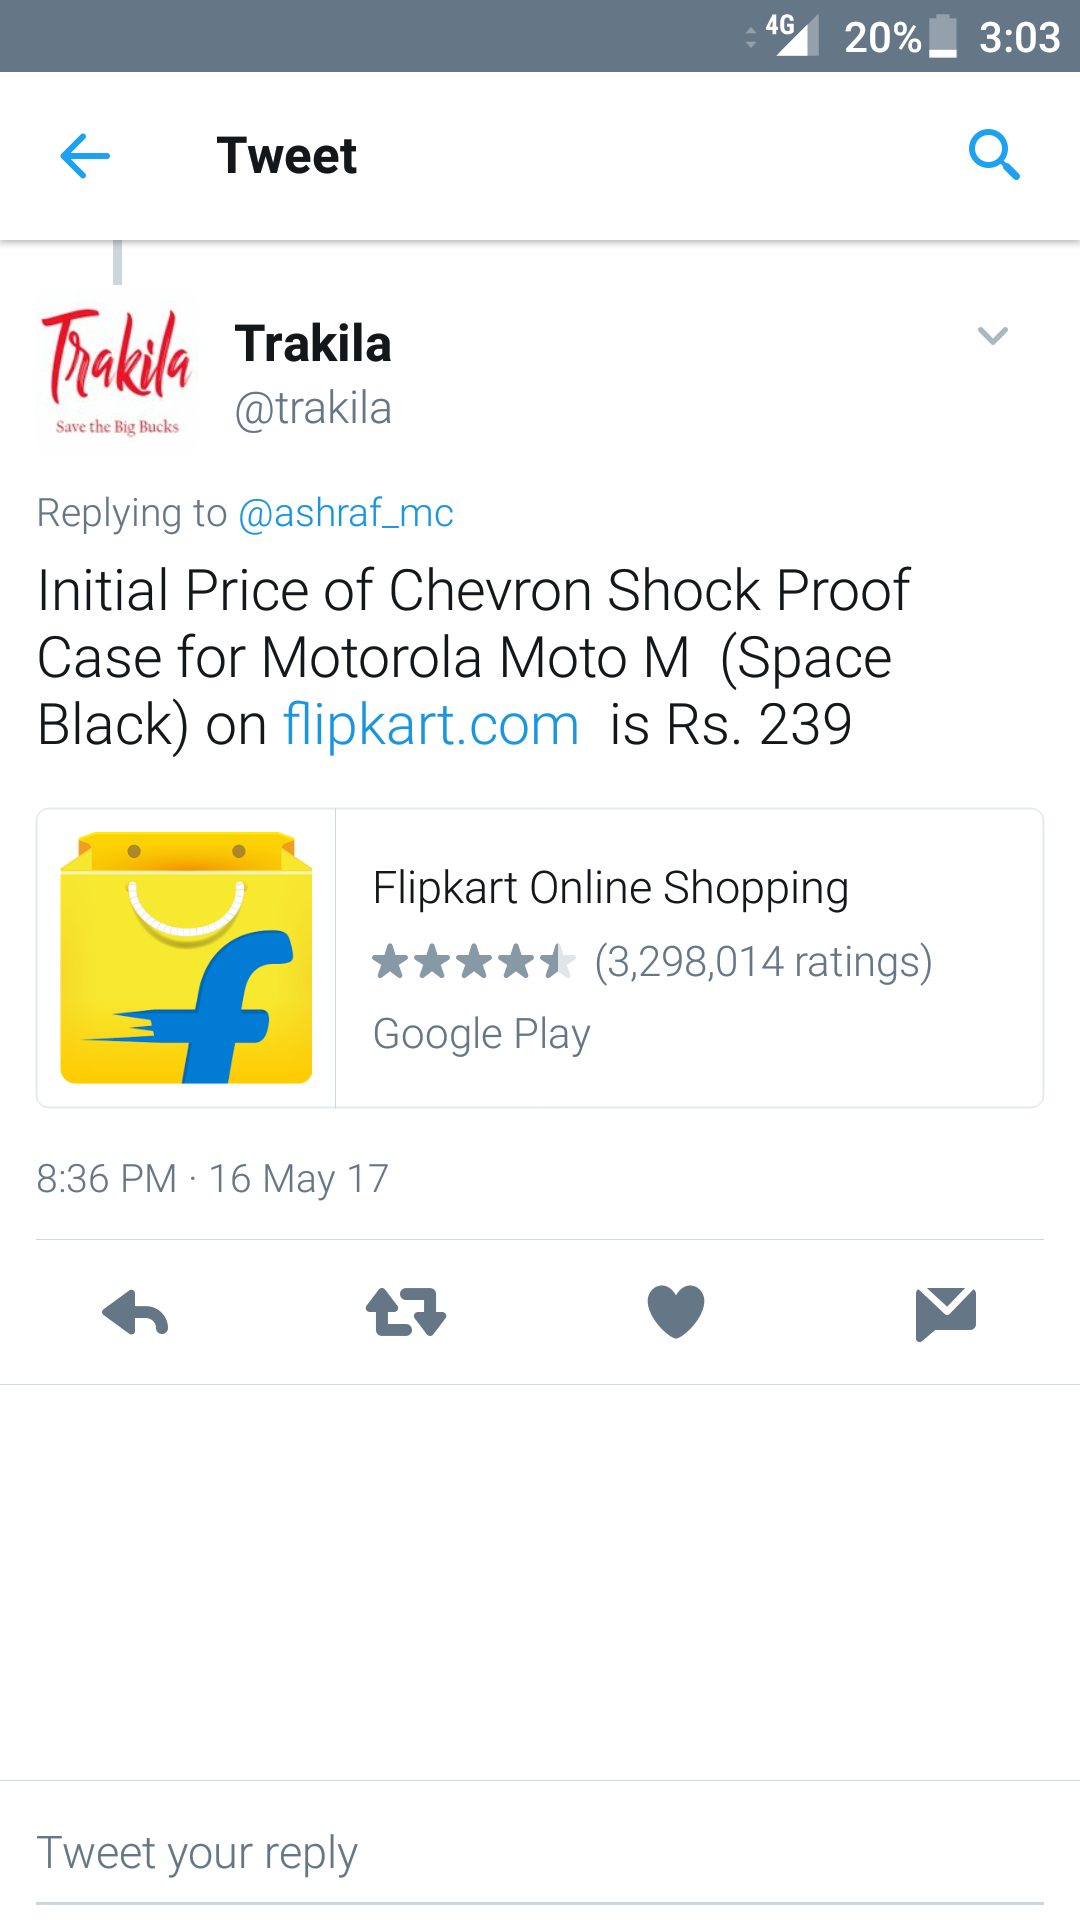 4G 20% 3:03
Tweet
Trakila
Save the Big Bucks
Trakila
@trakila
Replying to @ashraf_mc
Initial Price of Chevron Shock Proof
Case for Motorola Moto M (Space
Black) on flipkart.com is Rs. 239
f
Flipkart Online Shopping
(3,298,014 ratings)
Google Play
8:36 PM · 16 May 17
Tweet your reply